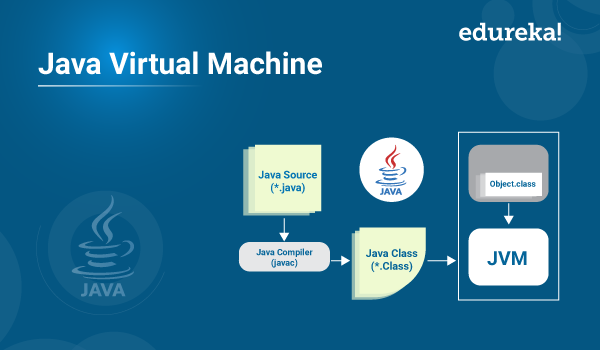 edureka!
Java Virtual Machine
Java Source
(*.java)
JAVA
Object.class
Java Compiler
(javac)
Java Class
(*.Class)
JVM
JAVA